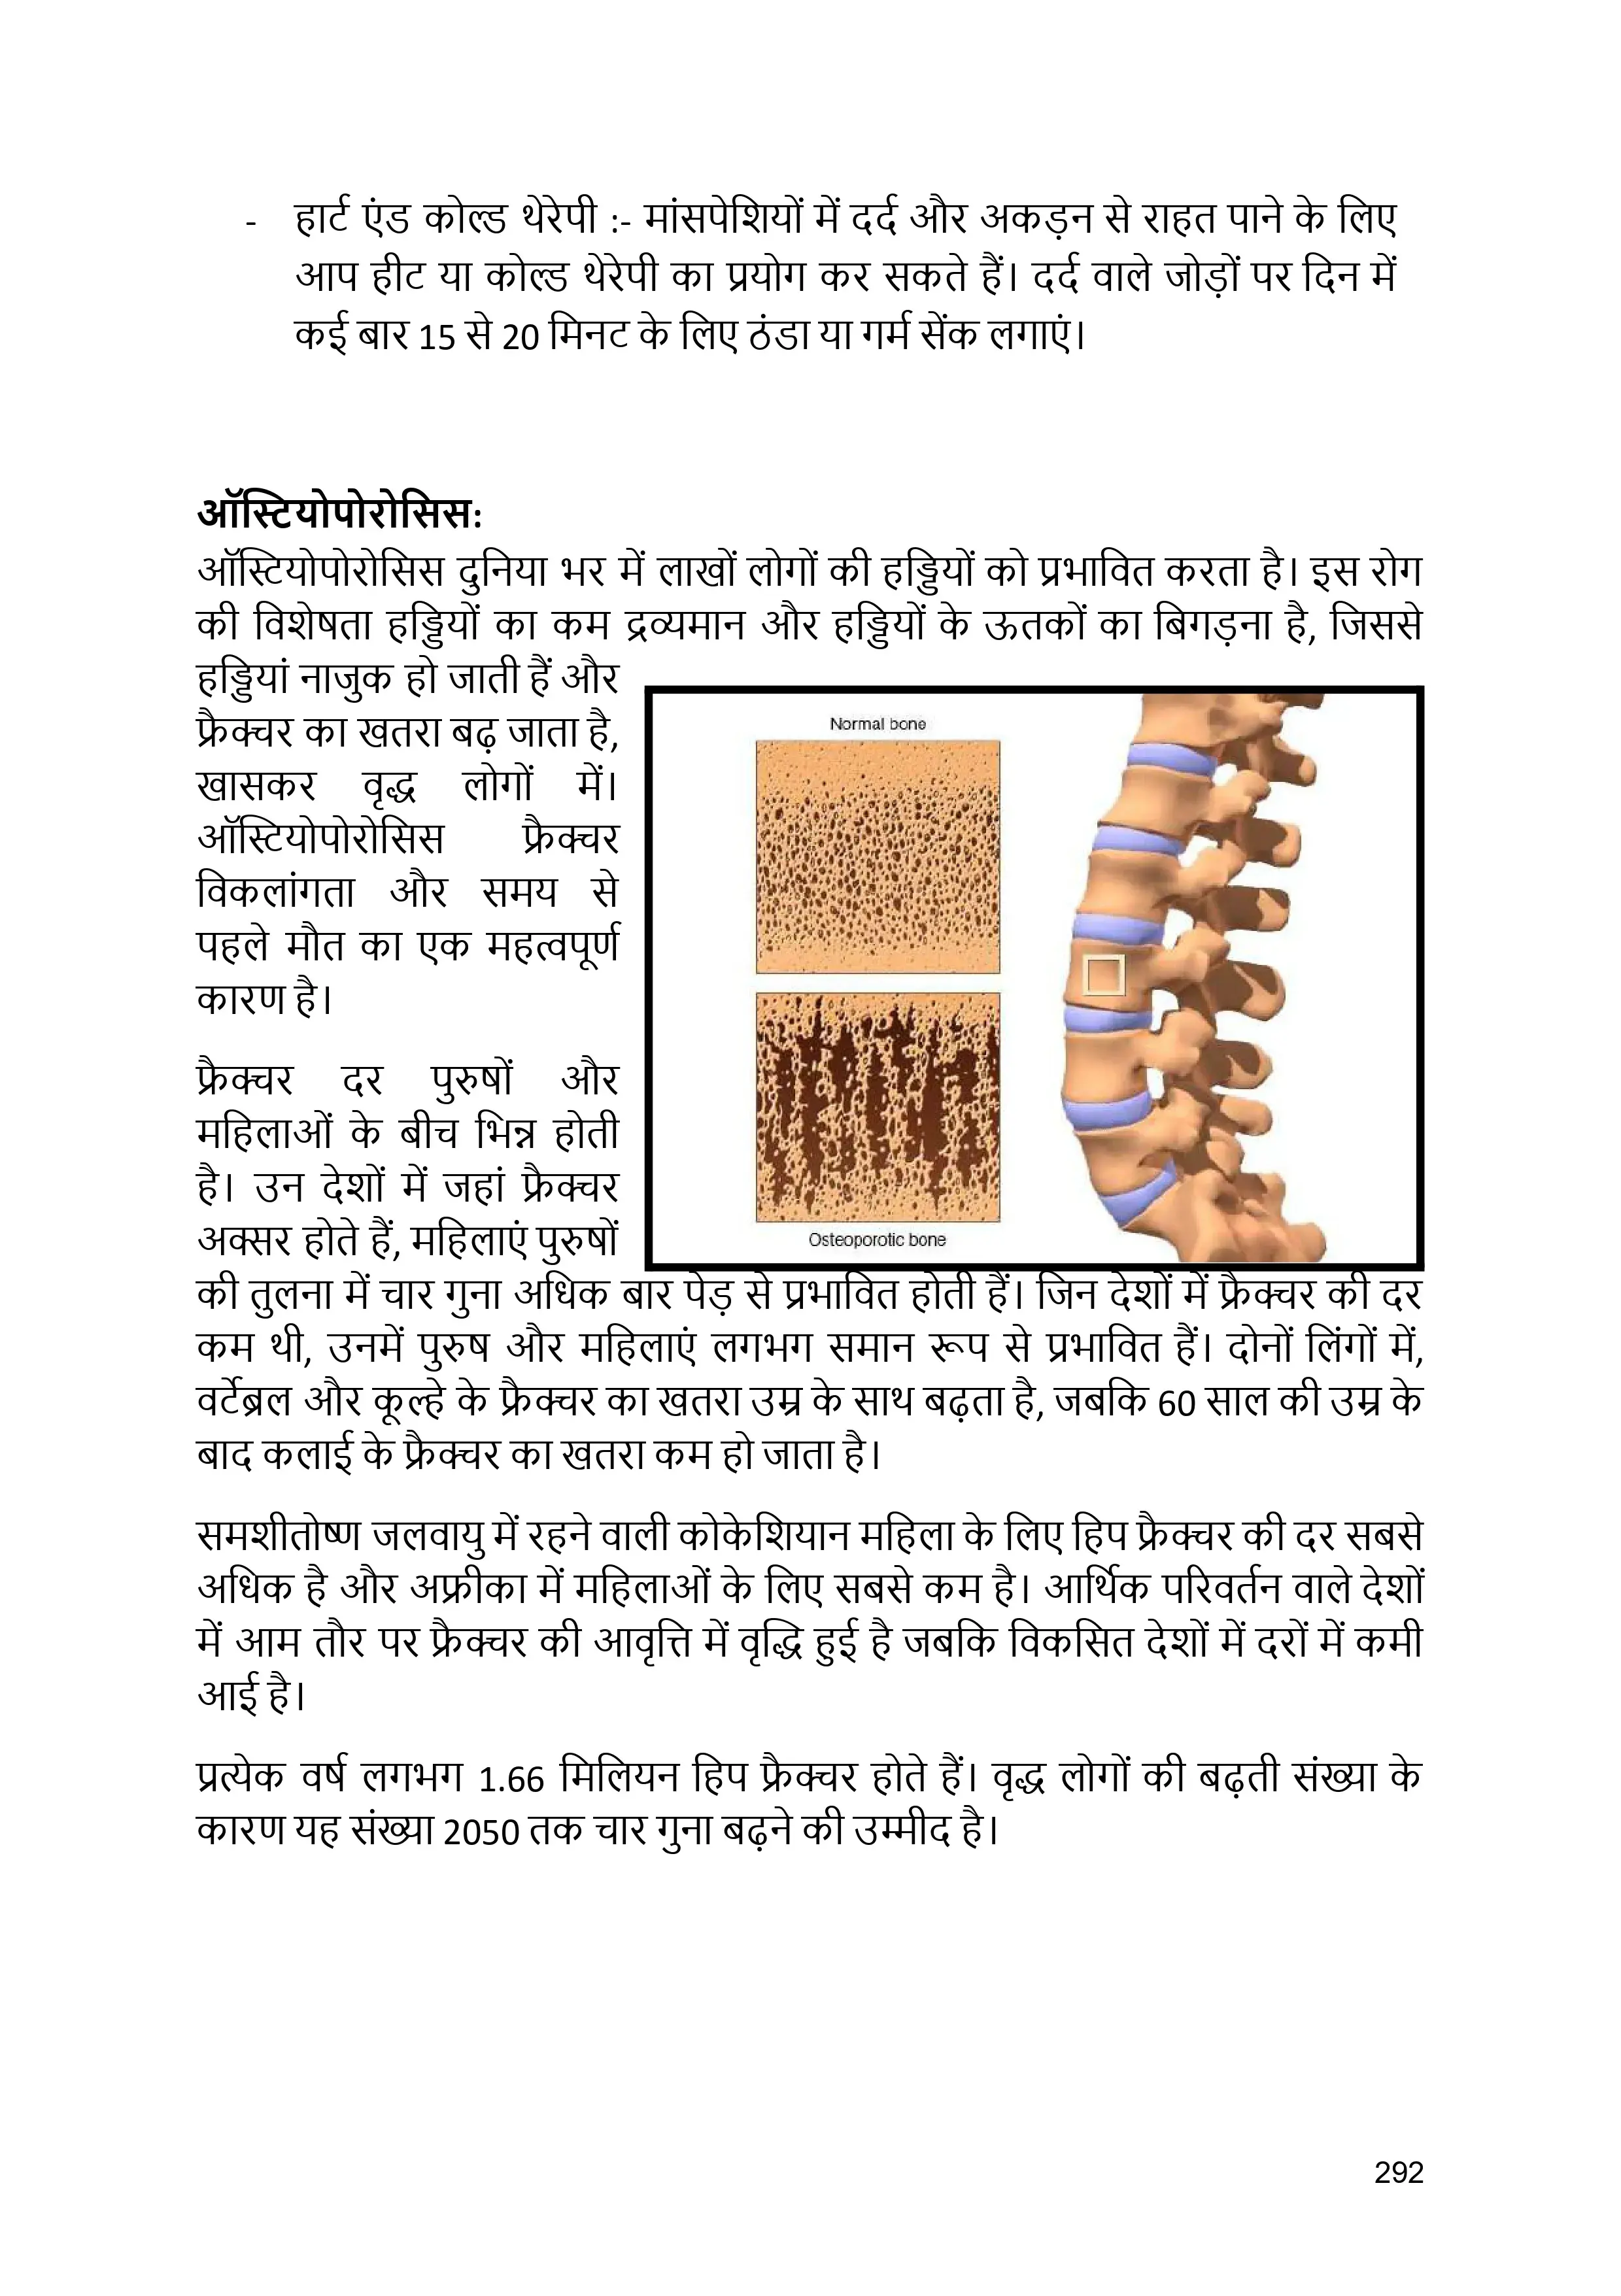 - हार्ट एंड कोल्ड थेरेपी :- मांसपेशियों में दर्द और अकड़न से राहत पाने के लिए
आप हीट या कोल्ड थेरेपी का प्रयोग कर सकते हैं। दर्द वाले जोड़ों पर दिन में
कई बार 15 से 20 मिनट के लिए ठंडा या गर्म सेंक लगाएं।
ऑस्टियोपोरोसिस:
ऑस्टियोपोरोसिस दुनिया भर में लाखों लोगों की हड्डियों को प्रभावित करता है। इस रोग
की विशेषता हड्डियों का कम द्रव्यमान और हड्डियों के ऊतकों का बिगड़ना है, जिससे
हड्डियां नाजुक हो जाती हैं और
फ्रैक्चर का खतरा बढ़ जाता है,
खासकर वृद्ध लोगों में।
ऑस्टियोपोरोसिस फ्रैक्चर
विकलांगता और समय से
पहले मौत का एक महत्वपूर्ण
कारण है।
Normal bone
Osteoporotic bone
फ्रैक्चर दर पुरुषों और
महिलाओं के बीच भिन्न होती
है। उन देशों में जहां फ्रैक्चर
अक्सर होते हैं, महिलाएं पुरुषों
की तुलना में चार गुना अधिक बार पेड़ से प्रभावित होती हैं। जिन देशों में फ्रैक्चर की दर
कम थी, उनमें पुरुष और महिलाएं लगभग समान रूप से प्रभावित हैं। दोनों लिंगों में,
वर्टेब्रल और कूल्हे के फ्रैक्चर का खतरा उम्र के साथ बढ़ता है, जबकि 60 साल की उम्र के
बाद कलाई के फ्रैक्चर का खतरा कम हो जाता है।
समशीतोष्ण जलवायु में रहने वाली कोकेशियान महिला के लिए हिप फ्रैक्चर की दर सबसे
अधिक है और अफ्रीका में महिलाओं के लिए सबसे कम है। आर्थिक परिवर्तन वाले देशों
में आम तौर पर फ्रैक्चर की आवृत्ति में वृद्धि हुई है जबकि विकसित देशों में दरों में कमी
आई है।
प्रत्येक वर्ष लगभग 1.66 मिलियन हिप फ्रैक्चर होते हैं। वृद्ध लोगों की बढ़ती संख्या के
कारण यह संख्या 2050 तक चार गुना बढ़ने की उम्मीद है।
292